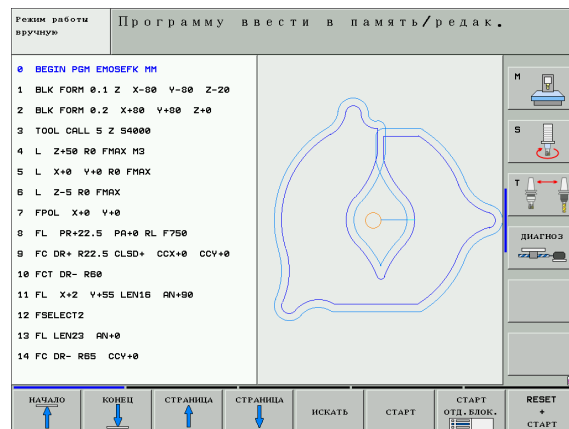 Режим работы
вручную
Программу ввести в память/редак.
0 BEGIN PGM EMOSEFK MM
1 BLK FORM 0.1 Z X-80 Y-80 Z-20
2 BLK FORM 0.2 X+80 Y+80 Z+0
3 TOOL CALL 5 Z S4000
4 L Z+50 R0 FMAX M3
5 L X+0 Y+0 R0 FMAX
6 L Z-5 R0 FMAX
7 FPOL X+0 Y+0
8 FL PR+22.5 PA+0 RL F750
9 FC DR+ R22.5 CLSD+ CCX+0 CCY+0
10 FCT DR- R60
11 FL X+2 Y+55 LEN16 AN+90
12 FSELECT2
13 FL LEN23 AN+0
14 FC DR- R65 CCY+0
M
S
T
ДИАГНОЗ
НАЧАЛО
КОНЕЦ
СТРАНИЦА
СТРАНИЦА
ИСКАТЬ
СТАРТ
СТАРТ
ОТД.БЛОК.
RESET
+
СТАРТ